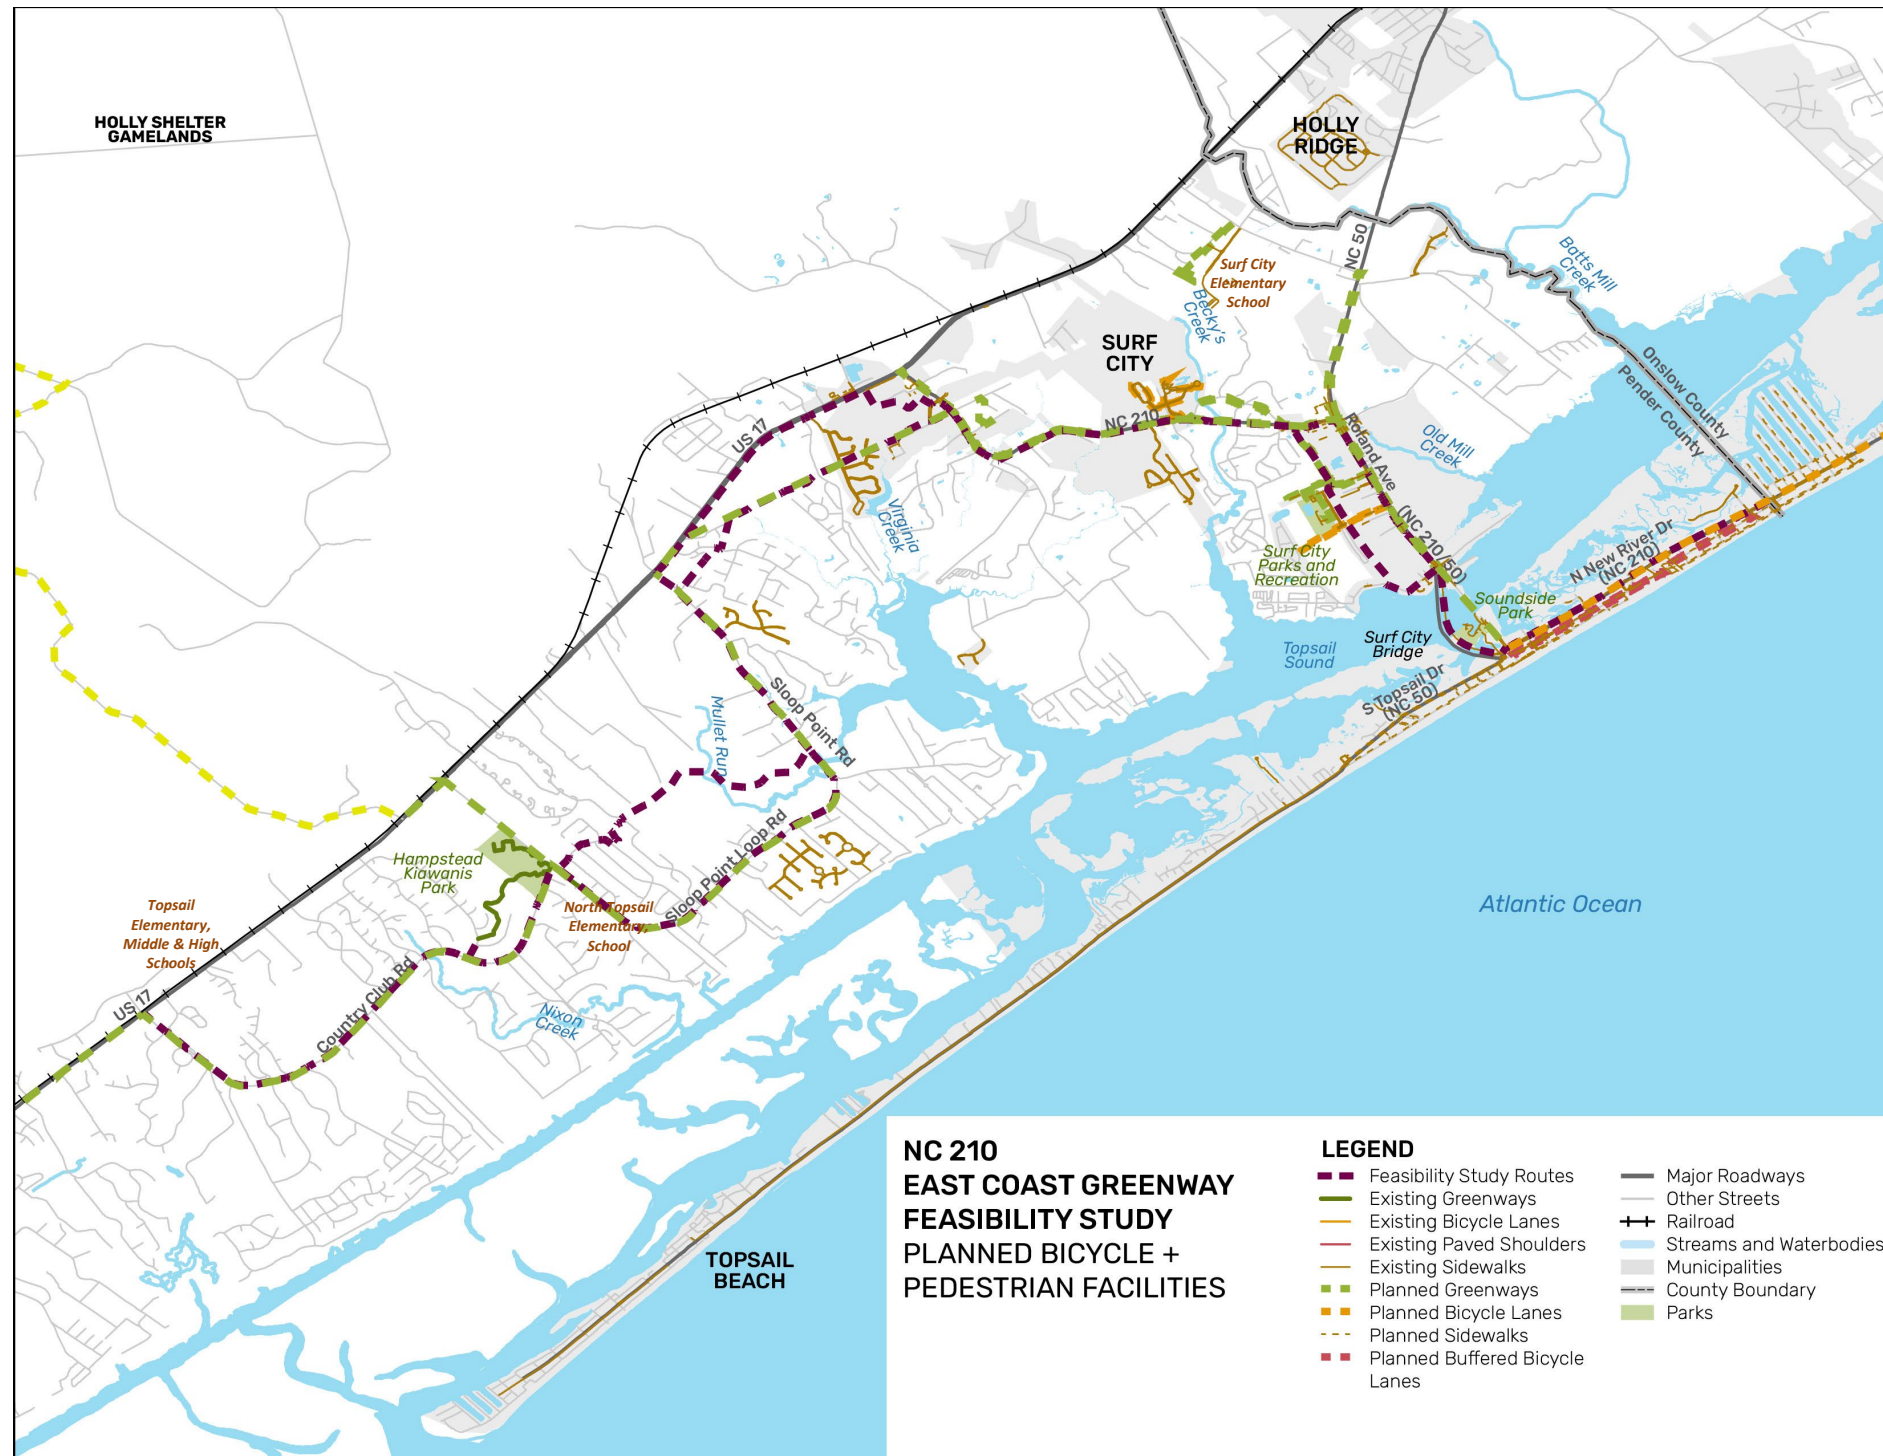 HOLLY SHELTER
GAMELANDS
HOLLY
RIDGE
NC 50
Surf City
Elementary
School
Becky's
Creek
Batts Mill
Creek
SURF
CITY
Onslow County
Pender County
US 17
NC 210
Roland Ave
(NC 210/50)
Old Mill
Creek
Virginia
Creek
Surf City
Parks and
Recreation
N New River Dr
(NC 210)
Soundside
Park
Surf City
Bridge
Topsail
Sound
S Topsail Dr
(NC 50)
Sloop Point Rd
Mullet Run
Sloop Point Loop Rd
Hampstead
Kiawanis
Park
Topsail
Elementary,
Middle & High
Schools
North Topsail
Elementary,
School
Atlantic Ocean
US 17
Country Club Rd
Nixon
Creek
TOPSAIL
BEACH
NC 210
EAST COAST GREENWAY
FEASIBILITY STUDY
PLANNED BICYCLE +
PEDESTRIAN FACILITIES
LEGEND
Feasibility Study Routes
Existing Greenways
Existing Bicycle Lanes
Existing Paved Shoulders
Existing Sidewalks
Planned Greenways
Planned Bicycle Lanes
Planned Sidewalks
Planned Buffered Bicycle
Lanes
Major Roadways
Other Streets
Railroad
Streams and Waterbodies
Municipalities
County Boundary
Parks